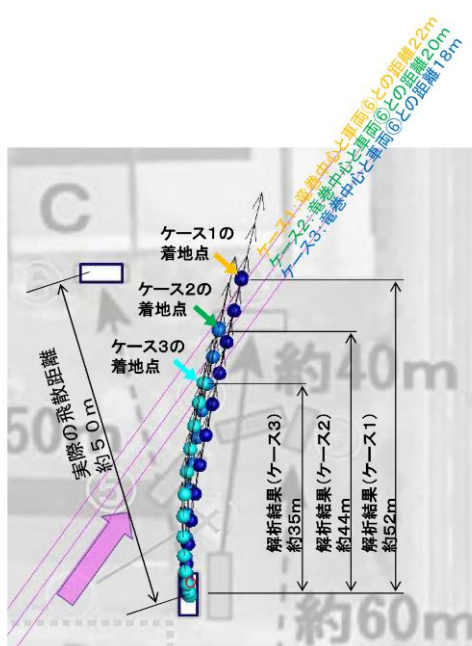 ケース1:竜巻中心と車両⑥との距離22m
ケース2:竜巻中心と車両⑥との距離20m
ケース3:竜巻中心と車両⑥との距離18m
C
ケース1の
着地点
ケース2の
着地点
ケース3の
着地点
実際の飛散距離
約50m
50m
約40m
解析結果(ケース3)
約35m
解析結果(ケース2)
約44m
解析結果(ケース1)
約52m
約60m